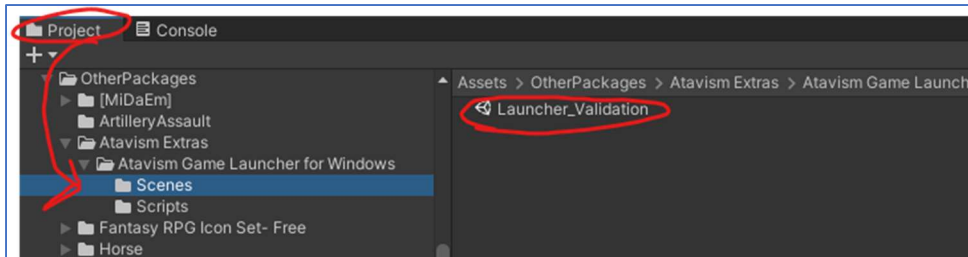 Project Console
+
OtherPackages
[MiDaEm]
ArtilleryAssault
Atavism Extras
Atavism Game Launcher for Windows
Scenes
Scripts
Fantasy RPG Icon Set- Free
Horse
Assets > OtherPackages > Atavism Extras > Atavism Game Launch
Launcher_Validation